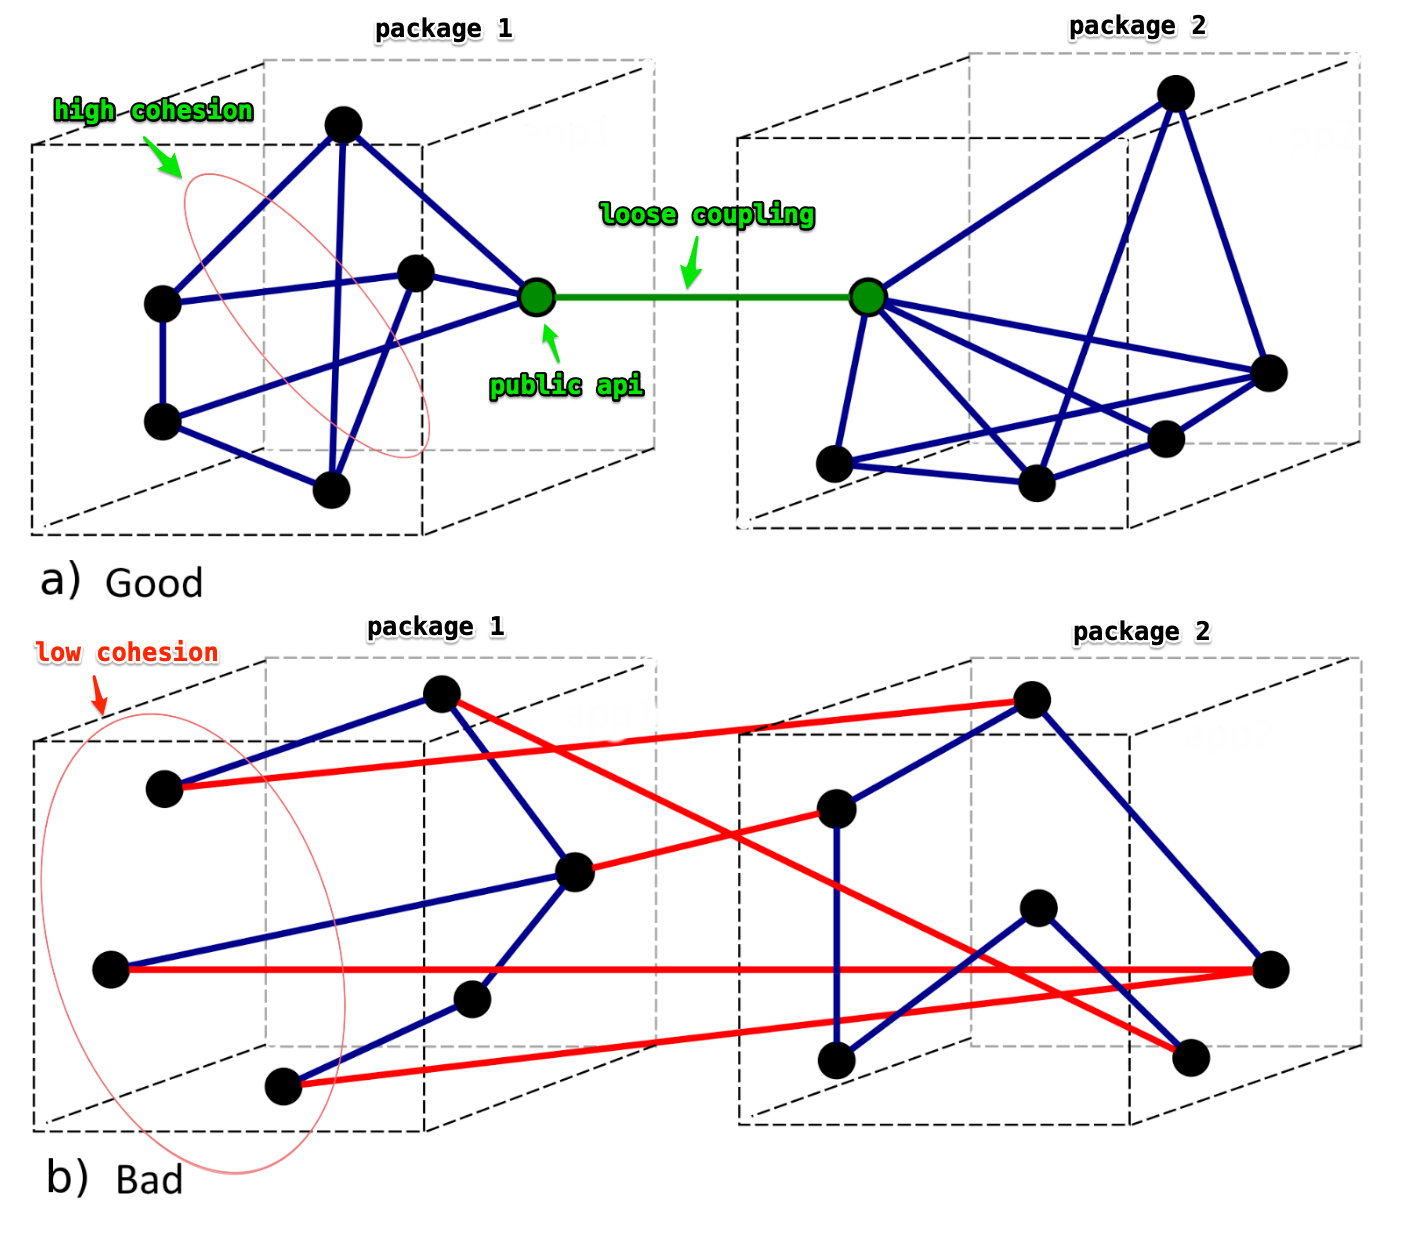 package 1
package 2
high cohesion
loose coupling
public api
a) Good
package 1
package 2
low cohesion
b) Bad